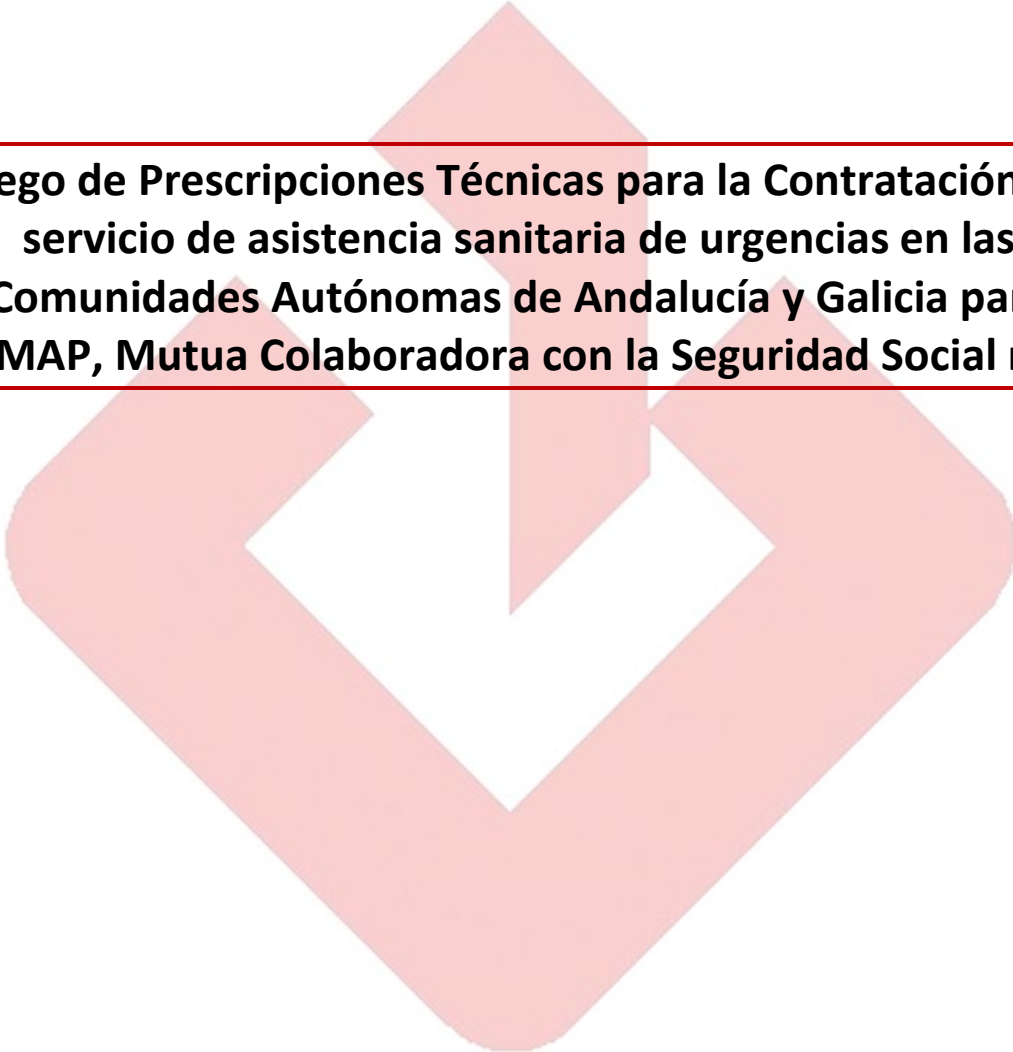 ego de Prescripciones Técnicas para la Contratación
servicio de asistencia sanitaria de urgencias en las
Comunidades Autónomas de Andalucía y Galicia par
MAP, Mutua Colaboradora con la Seguridad Social